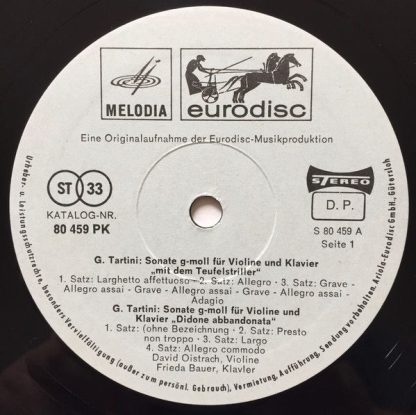 MELODIA
eurodisc
Eine Originalaufnahme der Eurodisc-Musikproduktion
ST 33
STEREO
KATALOG-NR.
80 459 PK
D. P.
S 80 459 A
Seite 1
G. Tartini: Sonate g-moll für Violine und Klavier
„mit dem Teufelstriller"
1. Satz: Larghetto affettuoso - 2. Satz: Allegro - 3. Satz: Grave -
Allegro assai - Grave - Allegro assai - Grave - Allegro assai -
Adagio
G. Tartini: Sonate g-moll für Violine und
Klavier „Didone abbandonata"
1. Satz: (ohne Bezeichnung - 2. Satz: Presto
non troppo - 3. Satz: Largo
4. Satz: Allegro commodo
David Oistrach, Violine
Frieda Bauer, Klavier
Urheber- u. Leistungsschutzrechte, besonders Vervielfältigung (außer zum persönl. Gebrauch), Vermietung, Aufführung, Sendung vorbehalten. Ariola-Eurodisc GmbH., Gütersloh